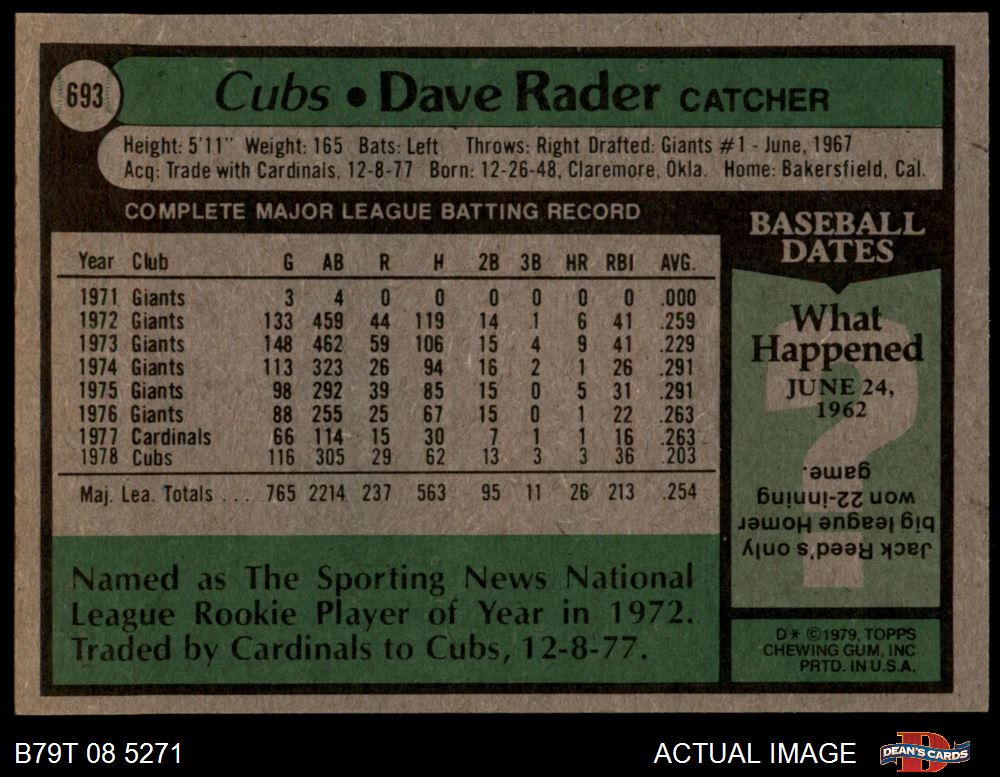 693
Cubs • Dave Rader CATCHER
Height: 5'11" Weight: 165 Bats: Left Throws: Right Drafted: Giants #1 - June, 1967
Acq: Trade with Cardinals, 12-8-77 Born: 12-26-48, Claremore, Okla. Home: Bakersfield, Cal.
COMPLETE MAJOR LEAGUE BATTING RECORD
Year Club G AB R H 2B 3B HR RBI AVG.
1971 Giants 3 4 0 0 0 0 0 0 .000
1972 Giants 133 459 44 119 14 1 6 41 .259
1973 Giants 148 462 59 106 15 4 9 41 .229
1974 Giants 113 323 26 94 16 2 1 26 .291
1975 Giants 98 292 39 85 15 0 5 31 .291
1976 Giants 88 255 25 67 15 0 1 22 .263
1977 Cardinals 66 114 15 30 7 1 1 16 .263
1978 Cubs 116 305 29 62 13 3 3 36 .203
Maj. Lea. Totals ... 765 2214 237 563 95 11 26 213 .254
Named as The Sporting News National
League Rookie Player of Year in 1972.
Traded by Cardinals to Cubs, 12-8-77.
BASEBALL
DATES
What
Happened
JUNE 24,
1962
?
Jack Reed's only
big league Homer
won 22-inning
game.
D* ©1979, TOPPS
CHEWING GUM, INC
PRTD. IN U.S.A.
B79T 08 5271
ACTUAL IMAGE
D
DEAN'S CARDS